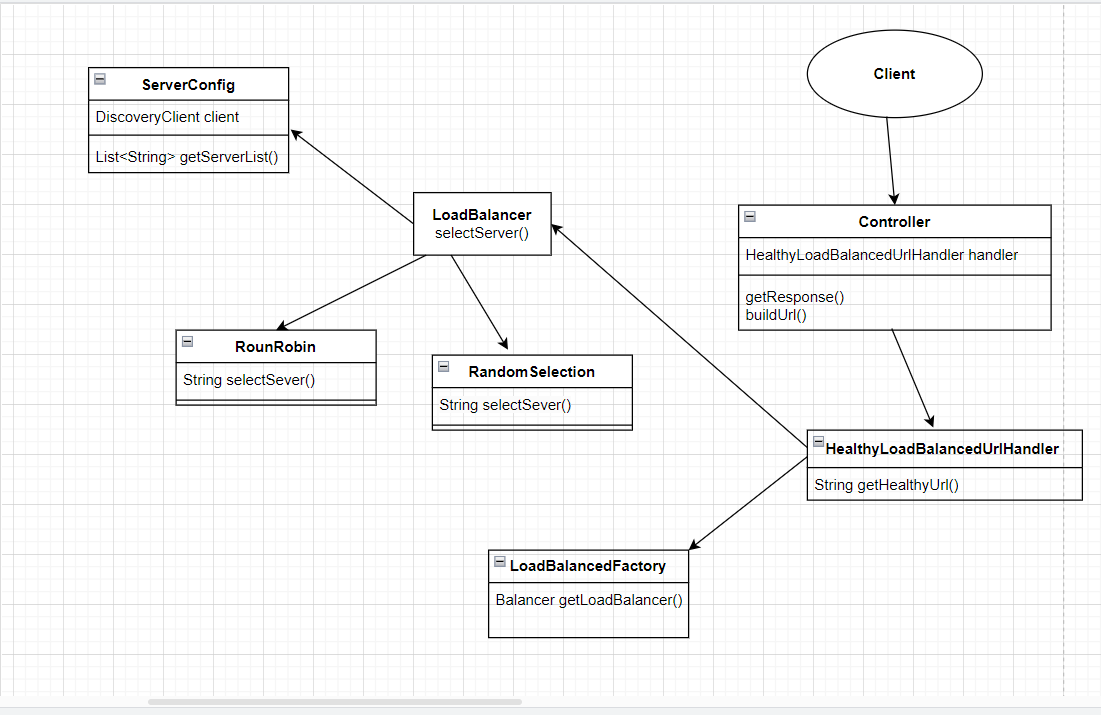 ServerConfig
DiscoveryClient client
List<String> getServerList()
Client
LoadBalancer
selectServer()
Controller
HealthyLoadBalancedUrlHandler handler
getResponse()
buildUrl()
RounRobin
String selectSever()
RandomSelection
String selectSever()
HealthyLoadBalancedUrlHandler
String getHealthyUrl()
LoadBalancedFactory
Balancer getLoadBalancer()